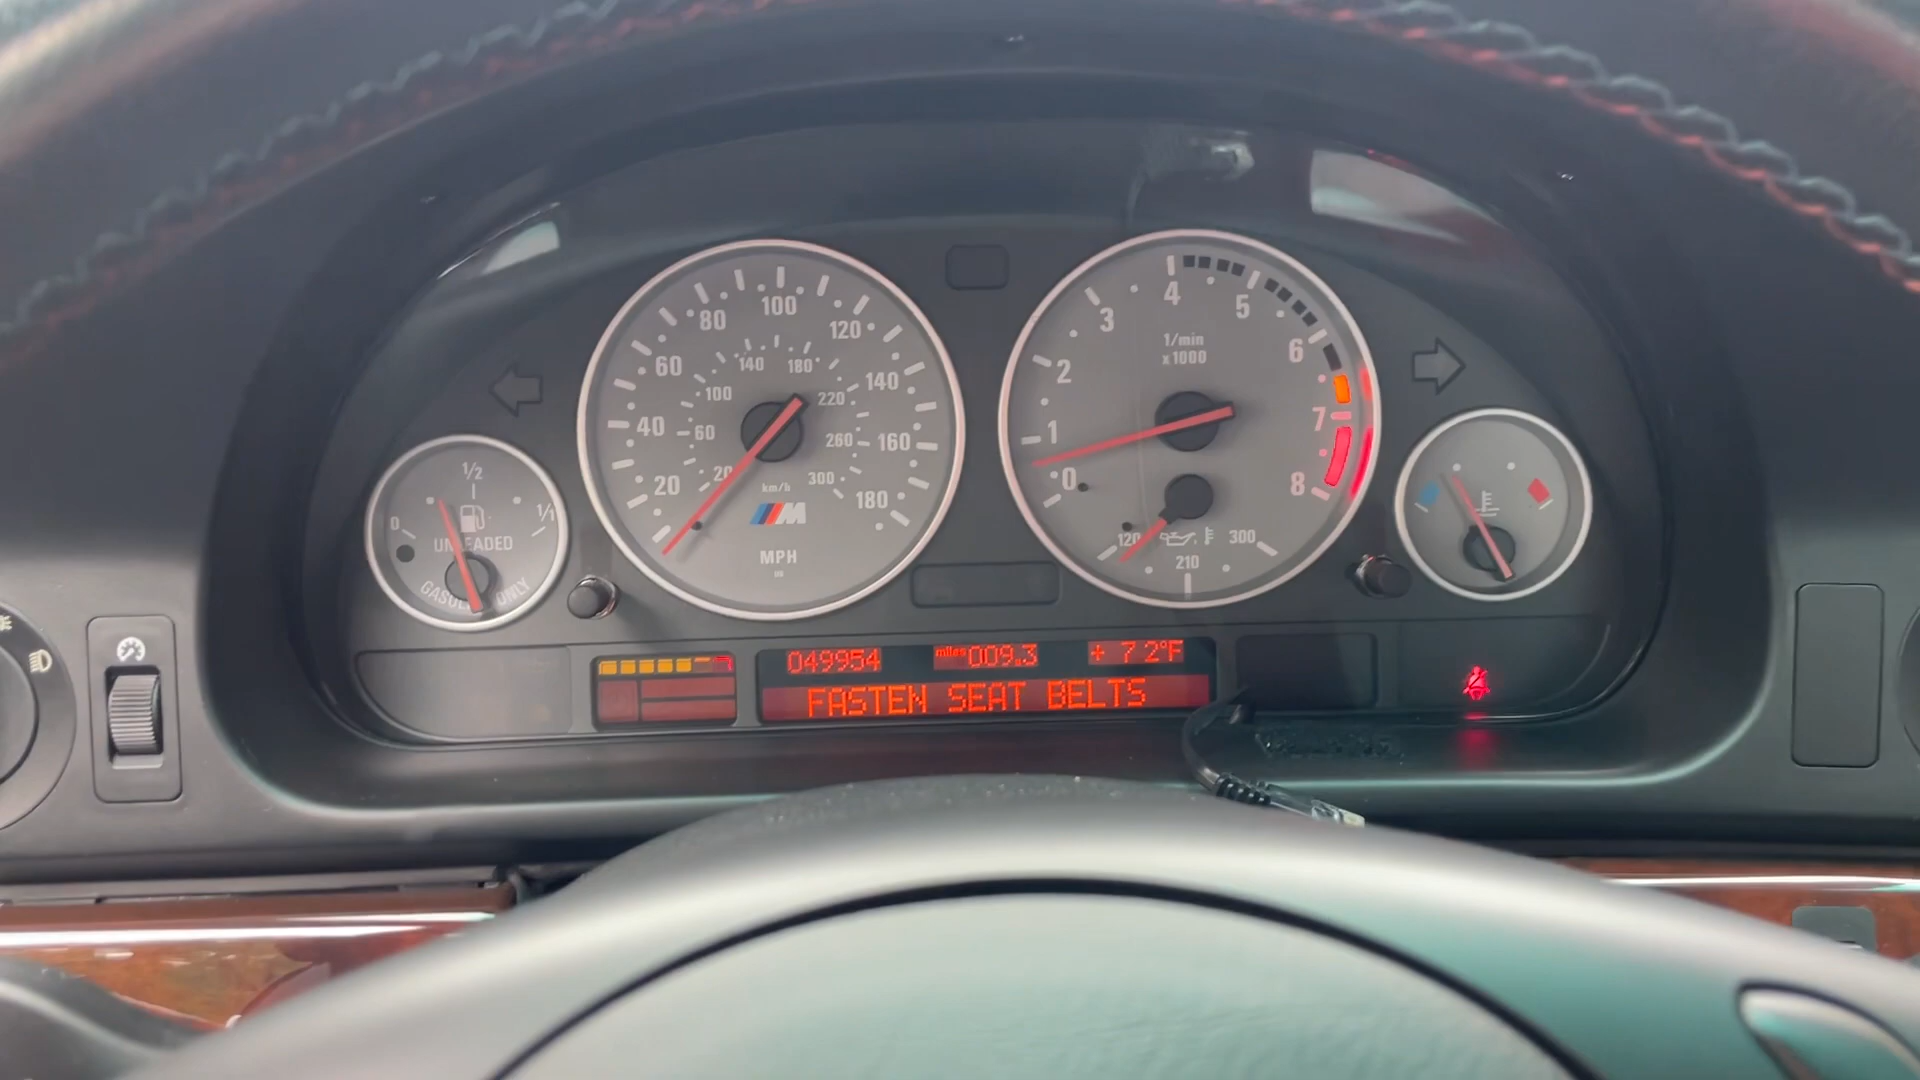 1/2
0
1/1
UNLEADED
GASOLINE ONLY
20 40 60 80 100 120 140 160 180
20 60 100 140 180 220 260 300
km/h
M
MPH
0 1 2 3 4 5 6 7 8
1/min
x1000
120 210 300
049954 miles 009.3 + 72°F
FASTEN SEAT BELTS